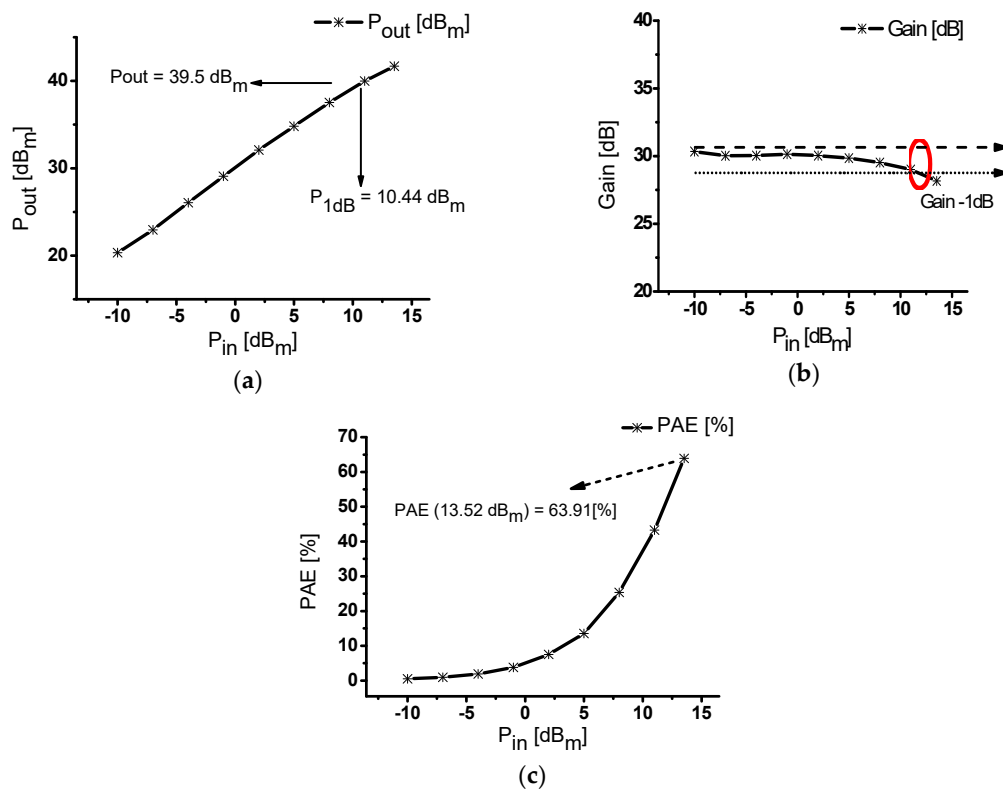 P_out [dB_m]
P_out [dB_m]
40
30
20
Pout = 39.5 dB_m
P_1dB = 10.44 dB_m
-10 -5 0 5 10 15
P_in [dB_m]
(a)
Gain [dB]
Gain [dB]
40
35
30
25
20
Gain -1dB
-10 -5 0 5 10 15
P_in [dB_m]
(b)
PAE [%]
PAE [%]
70
60
50
40
30
20
10
0
PAE (13.52 dB_m) = 63.91[%]
-10 -5 0 5 10 15
P_in [dB_m]
(c)